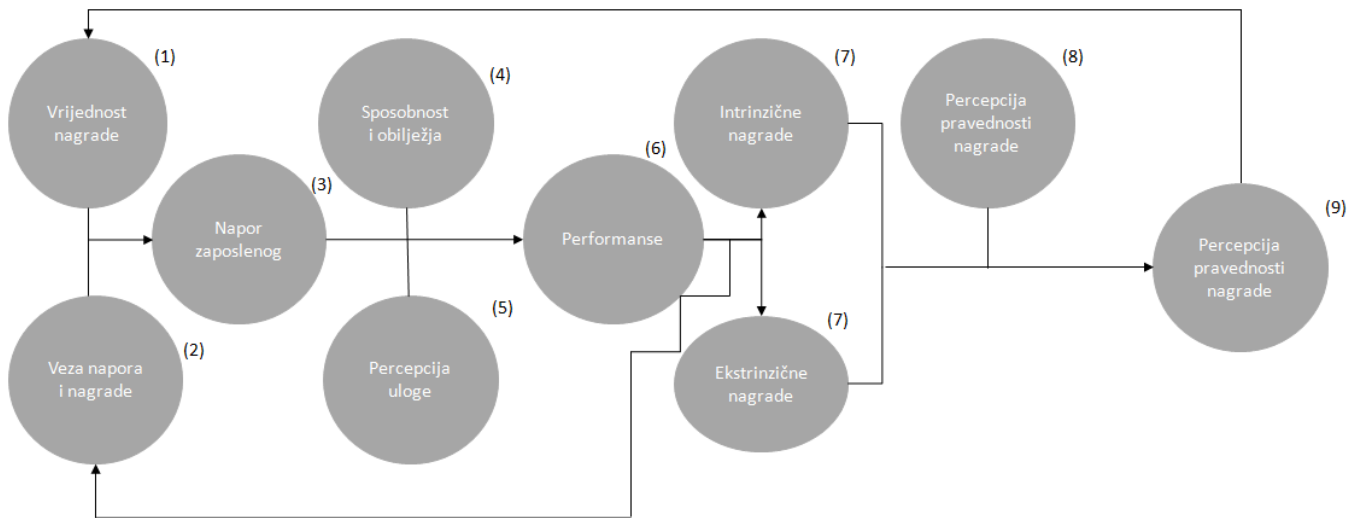 (1)
Vrijednost
nagrade
(2)
Veza napora
i nagrade
(3)
Napor
zaposlenog
(4)
Sposobnost
i obilježja
(5)
Percepcija
uloge
(6)
Performanse
(7)
Intrinzične
nagrade
(7)
Ekstrinzične
nagrade
(8)
Percepcija
pravednosti
nagrade
(9)
Percepcija
pravednosti
nagrade